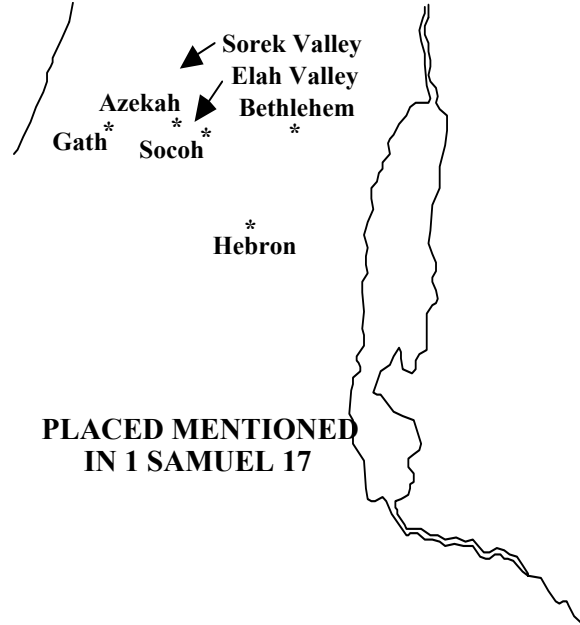 Sorek Valley
Elah Valley
Azekah
Bethlehem
*
*
*
*
Gath
Socoh
*
Hebron
PLACED MENTIONED
IN 1 SAMUEL 17